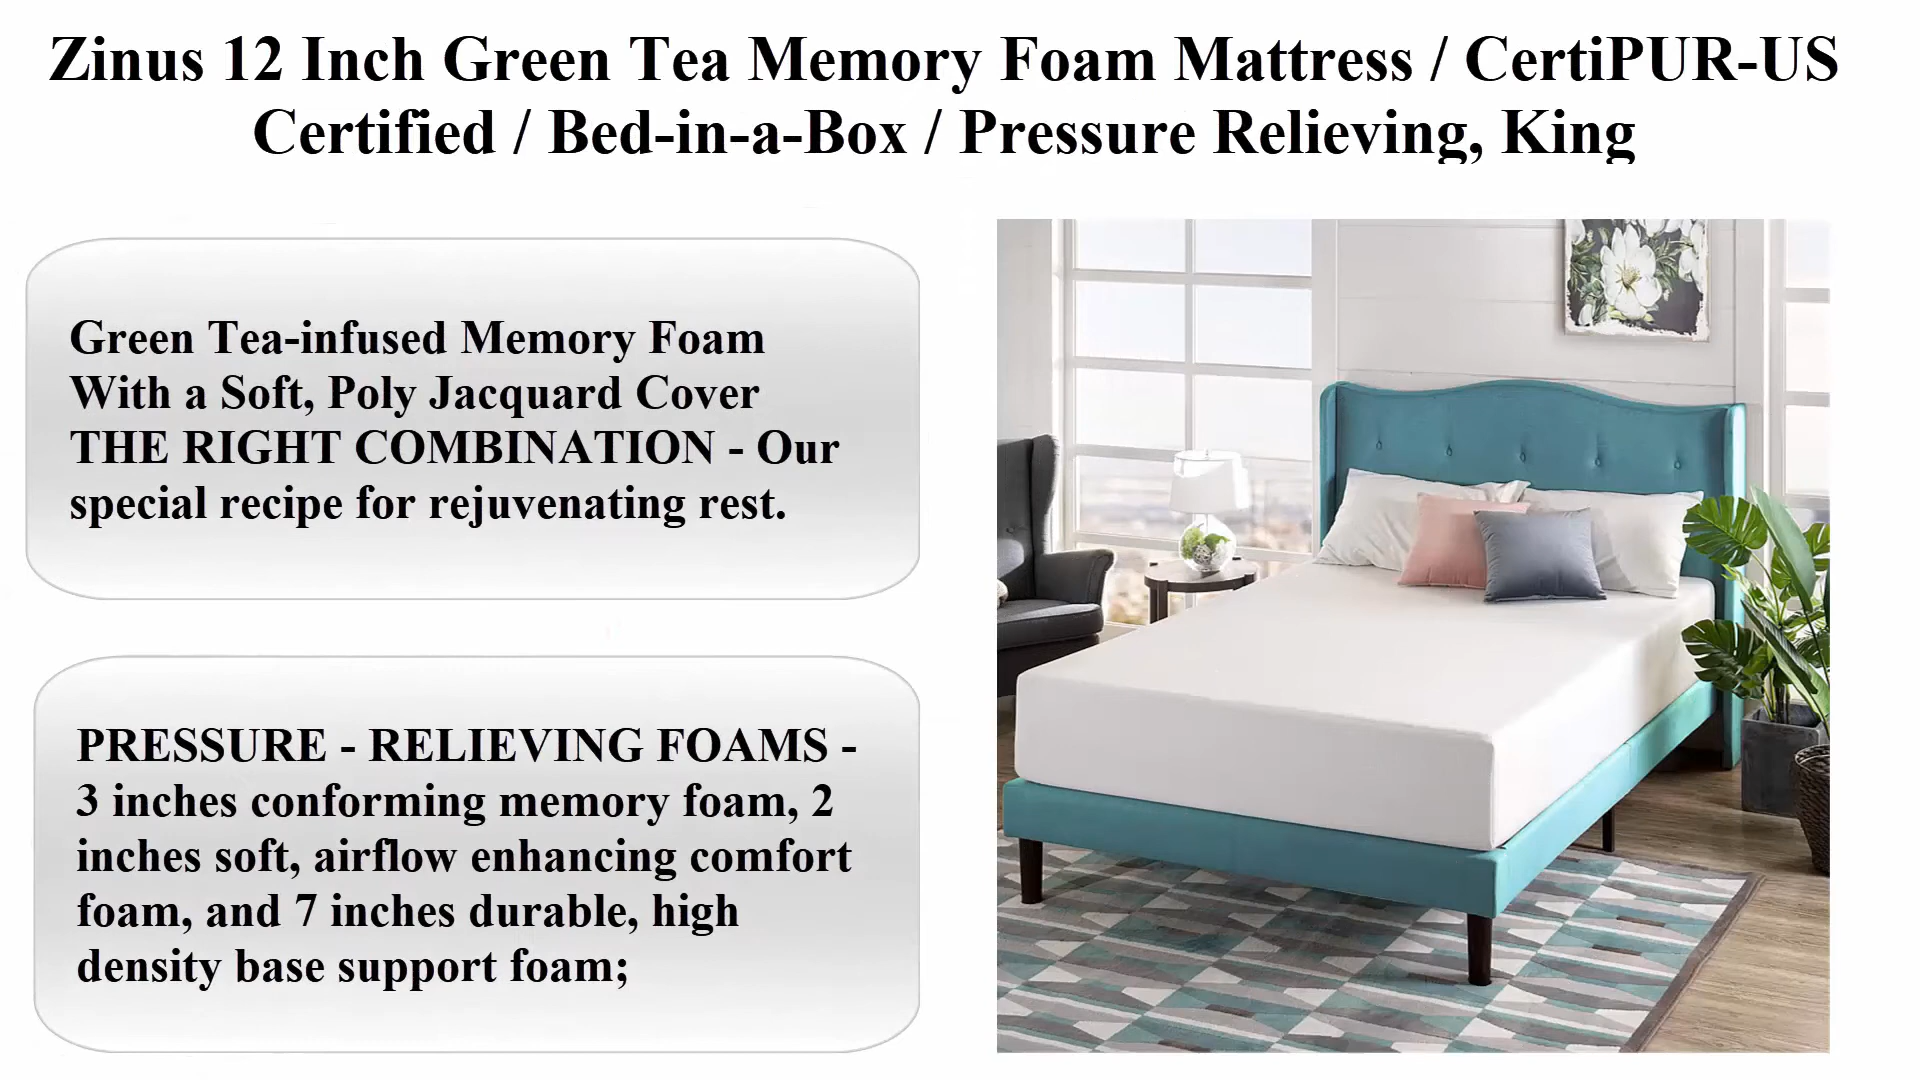 Zinus 12 Inch Green Tea Memory Foam Mattress / CertiPUR-US
Certified / Bed-in-a-Box / Pressure Relieving, King
Green Tea-infused Memory Foam
With a Soft, Poly Jacquard Cover
THE RIGHT COMBINATION - Our
special recipe for rejuvenating rest.
PRESSURE - RELIEVING FOAMS -
3 inches conforming memory foam, 2
inches soft, airflow enhancing comfort
foam, and 7 inches durable, high
density base support foam;